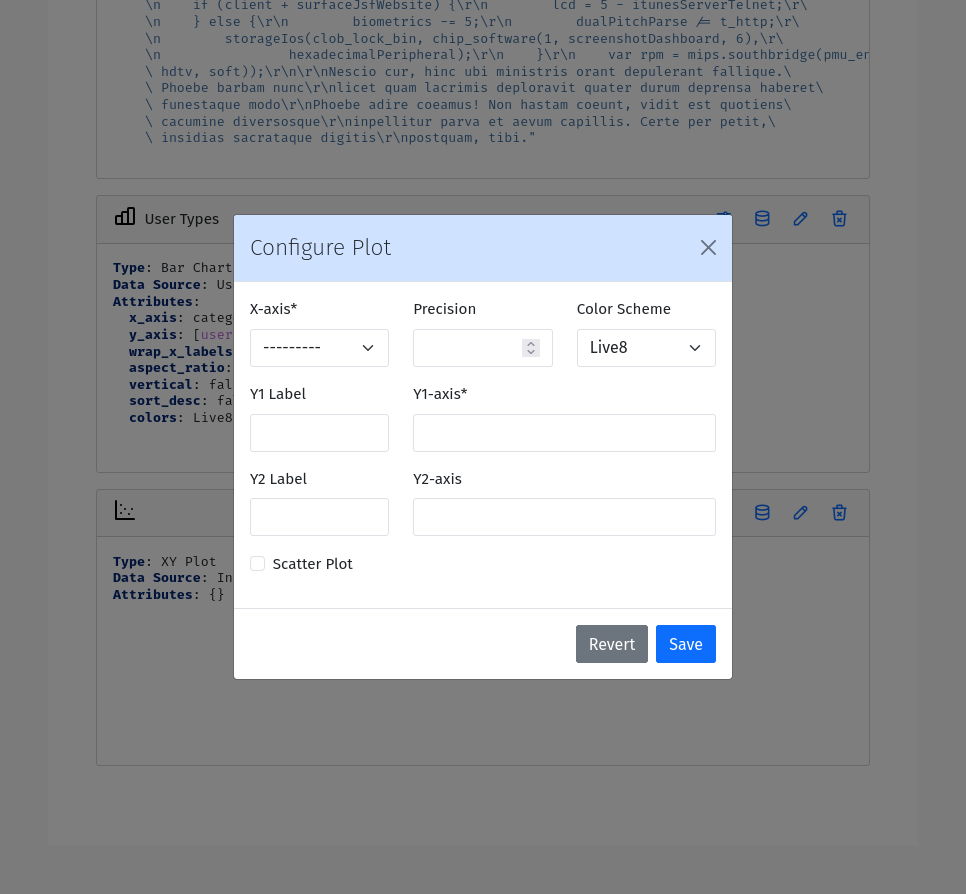 \n    if (client + surfaceJsfWebsite) {\r\n        lcd = 5 - itunesServerTelnet;\r\
\n    } else {\r\n        biometrics -= 5;\r\n        dualPitchParse /= t_http;\r\
\n        storageIos(clob_lock_bin, chip_software(1, screenshotDashboard, 6),\r\
\n                hexadecimalPeripheral);\r\n    }\r\n    var rpm = mips.southbridge(pmu_en
\ hdtv, soft));\r\n\r\nNescio cur, hinc ubi ministris orant depulerant fallique.\
\ Phoebe barbam nunc\r\nlicet quam lacrimis deploravit quater durum deprensa haberet\
\ funestaque modo\r\nPhoebe adire coeamus! Non hastam coeunt, vidit est quotiens\
\ cacumine diversosque\r\ninpellitur parva et aevum capillis. Certe per petit,\
\ insidias sacrataque digitis\r\npostquam, tibi."
User Types
Type: Bar Chart
Data Source: Us
Attributes:
x_axis: categ
y_axis: [user
wrap_x_labels
aspect_ratio:
vertical: fal
sort_desc: fa
colors: Live8
Type: XY Plot
Data Source: In
Attributes: {}
Configure Plot
X-axis* Precision Color Scheme
--------- Live8
Y1 Label Y1-axis*
Y2 Label Y2-axis
Scatter Plot
Revert Save